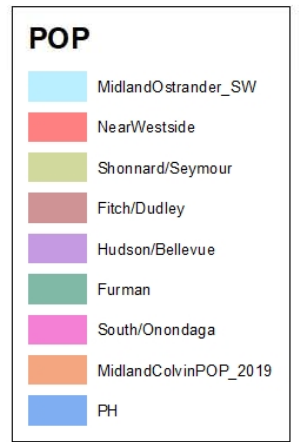 POP
MidlandOstrander_SW
NearWestside
Shonnard/Seymour
Fitch/Dudley
Hudson/Bellevue
Furman
South/Onondaga
MidlandColvinPOP_2019
PH